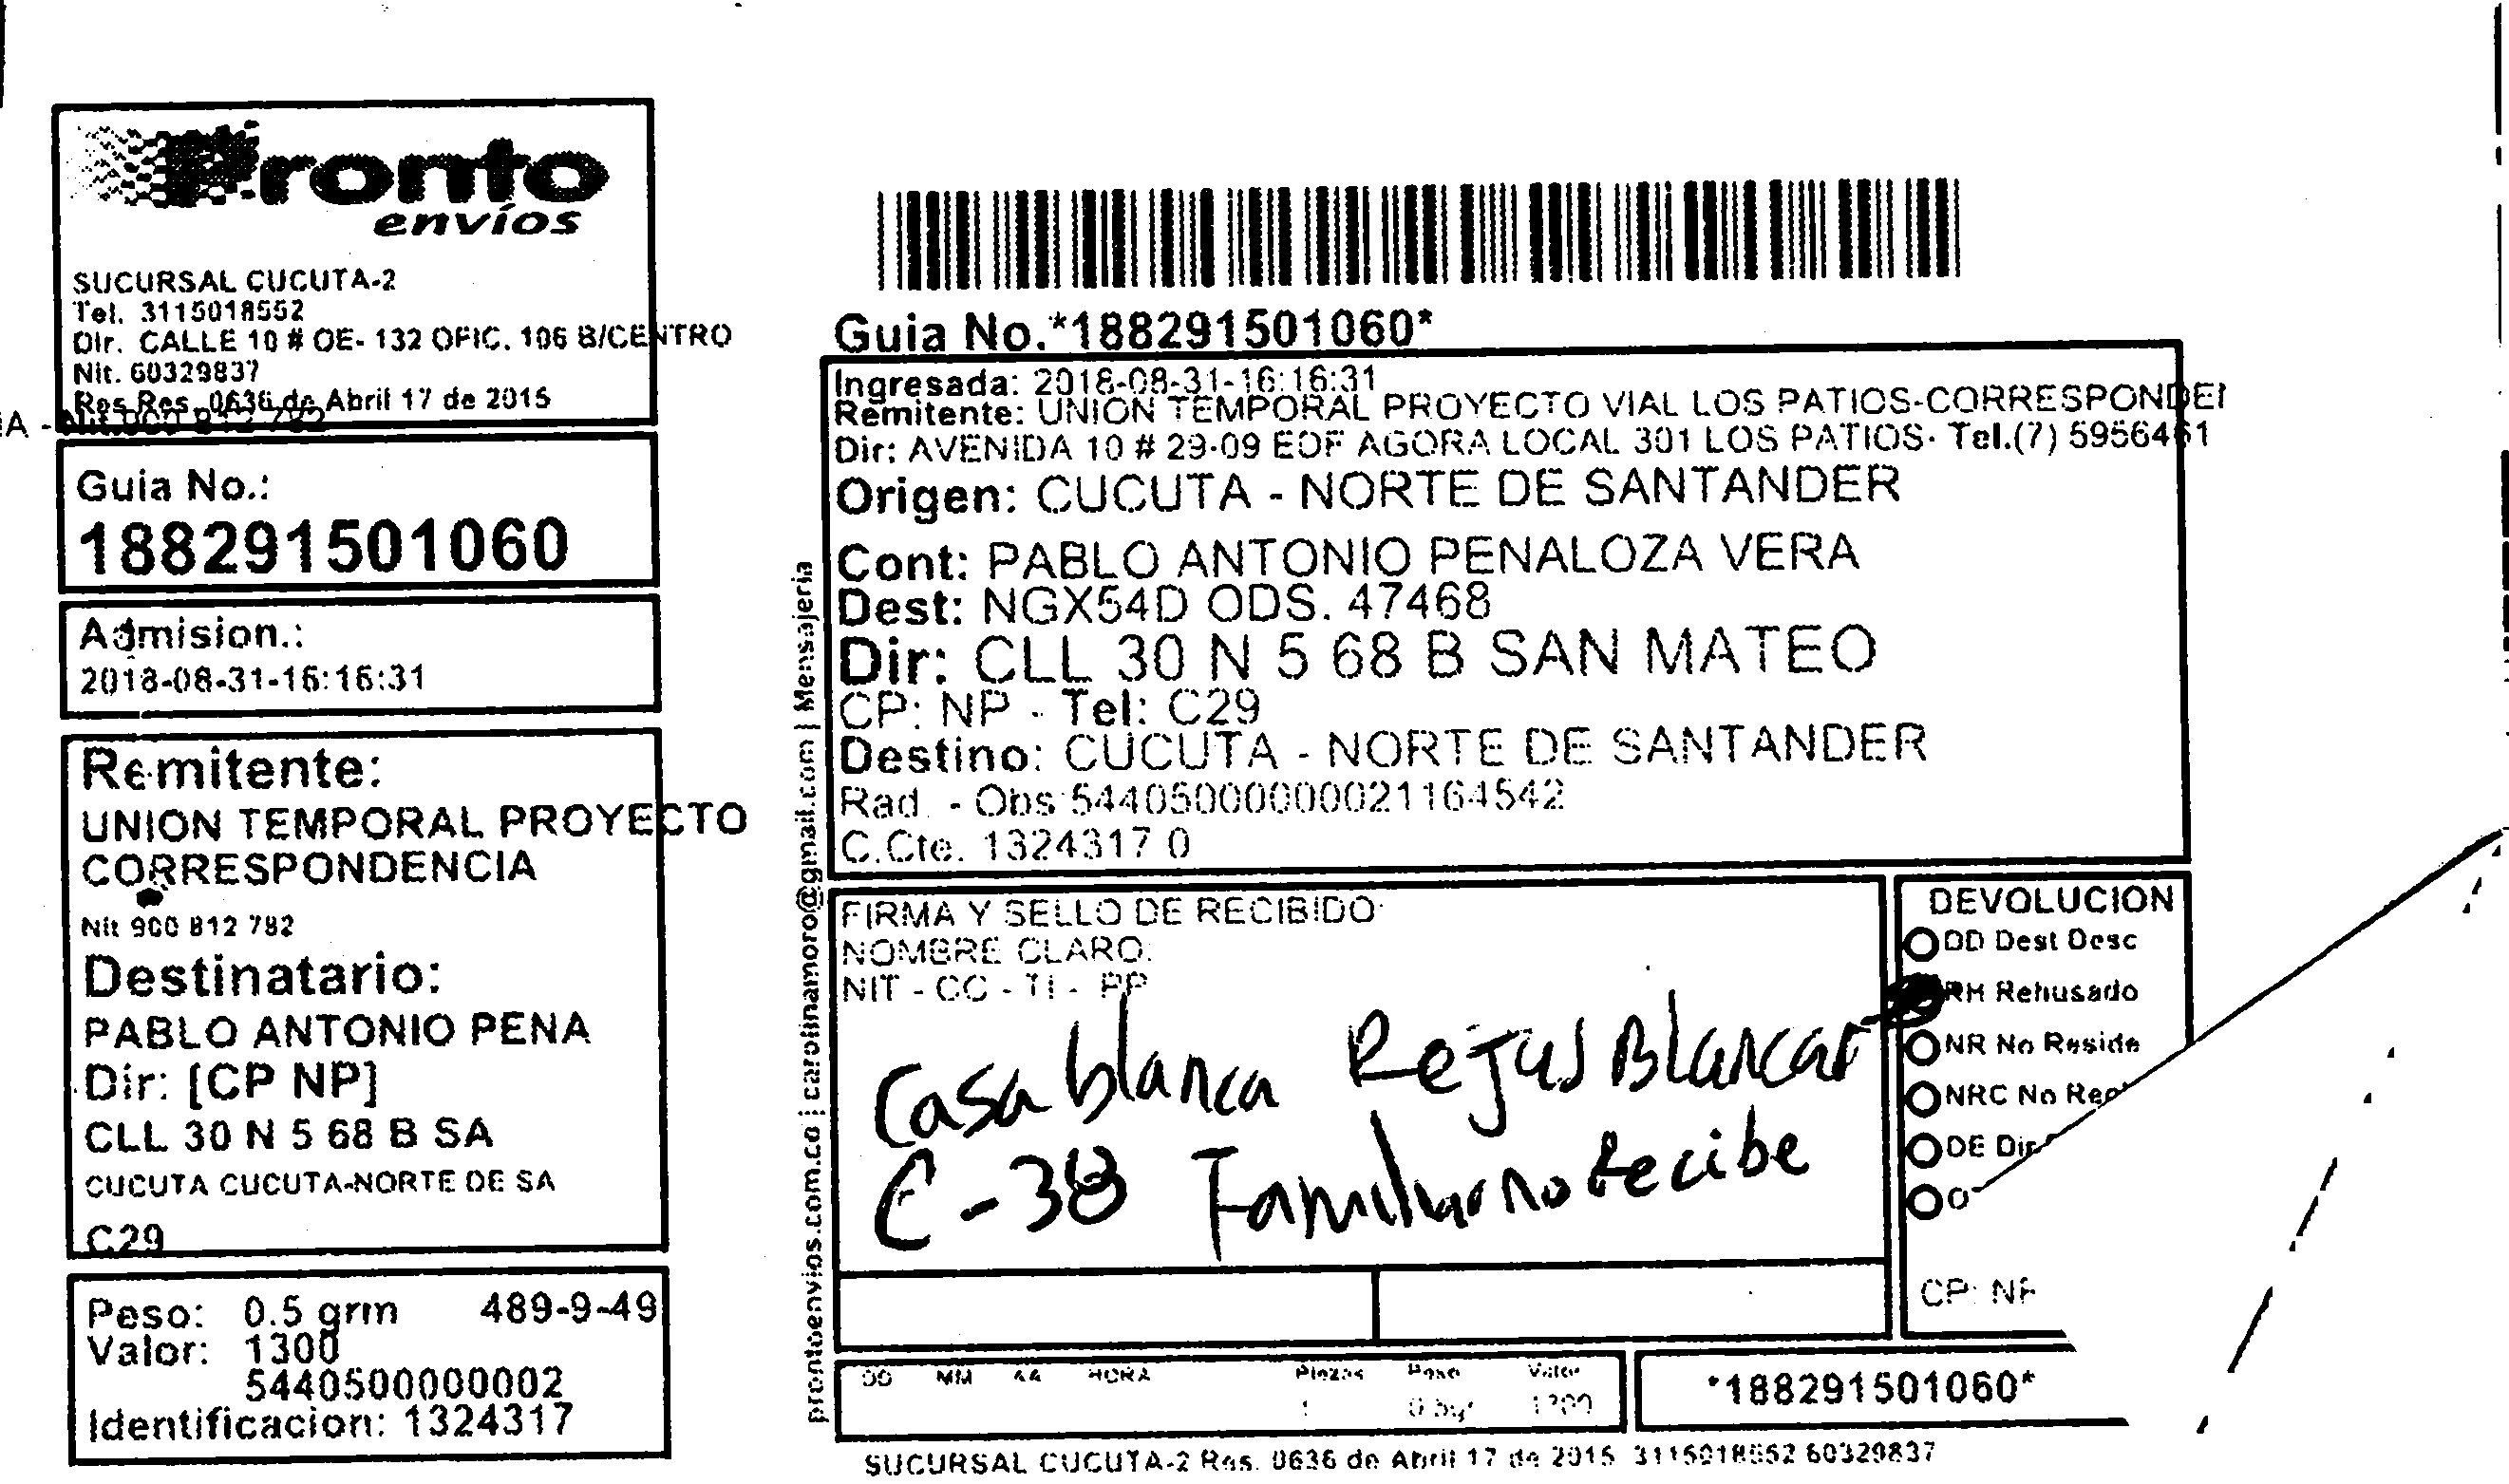 Pronto
envíos
SUCURSAL CUCUTA-2
Tel. 3115018552
Dir. CALLE 10 # OE- 132 OFIC. 106 B/CENTRO
Nit. 60329837
Res Res. 0636 de Abril 17 de 2015
Guia No.:
188291501060
Admision.:
2018-08-31-16:16:31
Remitente:
UNION TEMPORAL PROYECTO
CORRESPONDENCIA
Nit 900 812 782
Destinatario:
PABLO ANTONIO PENA
Dir: [CP NP]
CLL 30 N 5 68 B SA
CUCUTA CUCUTA-NORTE DE SA
C29
Peso: 0.5 grm 489-9-49
Valor: 1300
5440500000002
Identificacion: 1324317
prontoenvios.com.co | carolinamoro@gmail.com | Mensajeria
Guia No.*188291501060*
Ingresada: 2018-08-31-16:16:31
Remitente: UNION TEMPORAL PROYECTO VIAL LOS PATIOS-CORRESPONDEN
Dir: AVENIDA 10 # 29-09 EDF AGORA LOCAL 301 LOS PATIOS- Tel.(7) 5956461
Origen: CUCUTA - NORTE DE SANTANDER
Cont: PABLO ANTONIO PENALOZA VERA
Dest: NGX54D ODS. 47468
Dir: CLL 30 N 5 68 B SAN MATEO
CP: NP - Tel: C29
Destino: CUCUTA - NORTE DE SANTANDER
Rad. - Obs:5440500000021164542
C.Cte. 1324317 0
FIRMA Y SELLO DE RECIBIDO
NOMBRE CLARO:
NIT - CC - TI - PP
Casa blanca Rejas Blancas
C-38 Familiar no Recibe
DEVOLUCION
DD Dest Desc
RH Rehusado
NR No Reside
NRC No Rec
DE Dir
CP: NP
DD MM AA HORA Piezas Peso Valor
1 0.5gr 1300
*188291501060*
SUCURSAL CUCUTA-2 Res. 0636 de Abril 17 de 2015 3115018552 60329837